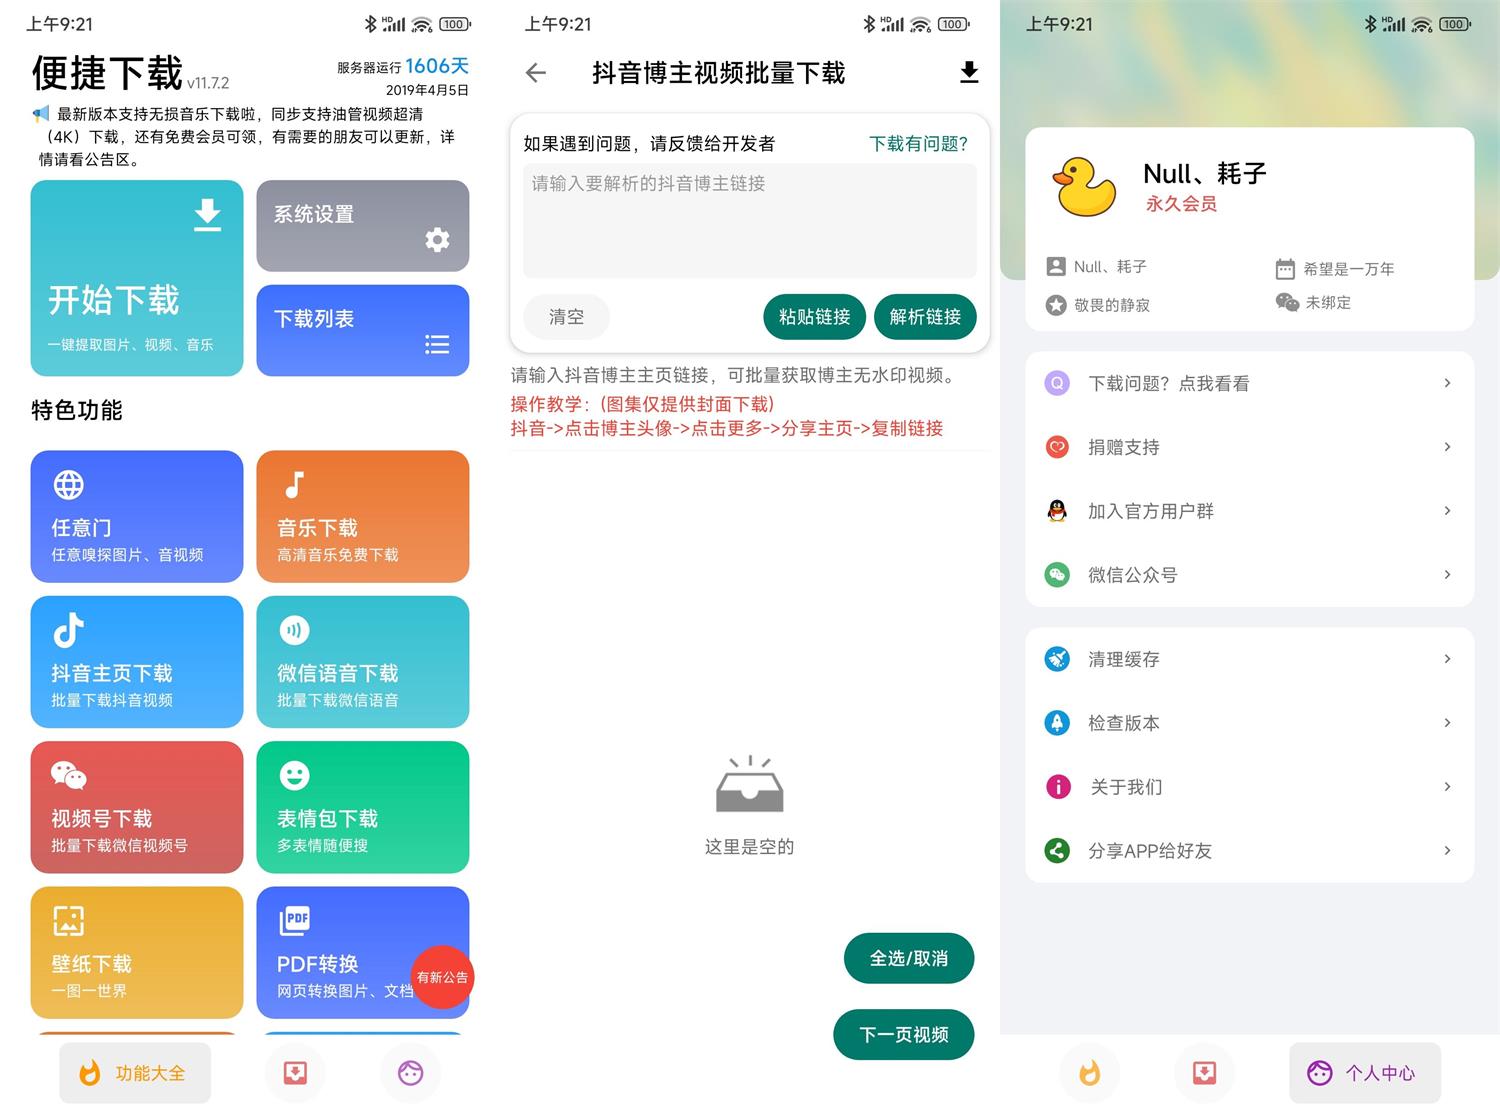 上午9:21
HD
100
便捷下载 v11.7.2
服务器运行 1606天
2019年4月5日
最新版本支持无损音乐下载啦，同步支持油管视频超清
（4K）下载，还有免费会员可领，有需要的朋友可以更新，详
情请看公告区。
开始下载
一键提取图片、视频、音乐
系统设置
下载列表
特色功能
任意门
任意嗅探图片、音视频
音乐下载
高清音乐免费下载
抖音主页下载
批量下载抖音视频
微信语音下载
批量下载微信语音
视频号下载
批量下载微信视频号
表情包下载
多表情随便搜
壁纸下载
一图一世界
PDF
PDF转换
网页转换图片、文档
有新公告
功能大全
上午9:21
HD
100
抖音博主视频批量下载
如果遇到问题，请反馈给开发者
下载有问题？
请输入要解析的抖音博主链接
清空
粘贴链接
解析链接
请输入抖音博主主页链接，可批量获取博主无水印视频。
操作教学：(图集仅提供封面下载)
抖音->点击博主头像->点击更多->分享主页->复制链接
这里是空的
全选/取消
下一页视频
上午9:21
HD
100
Null、耗子
永久会员
Null、耗子
希望是一万年
敬畏的静寂
未绑定
Q
下载问题？点我看看
捐赠支持
加入官方用户群
微信公众号
清理缓存
检查版本
关于我们
分享APP给好友
个人中心